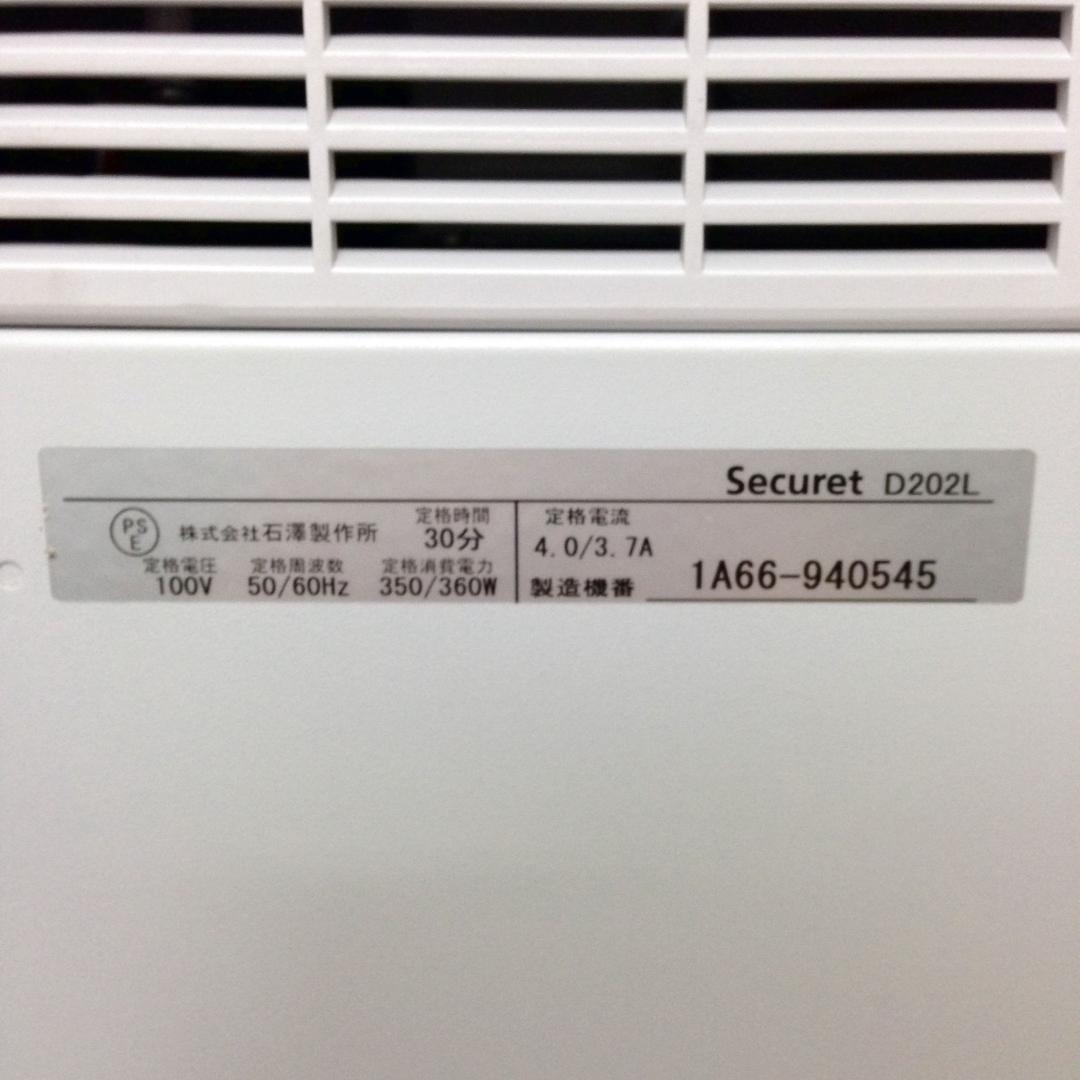 Securet D202L
PSE 株式会社石澤製作所
定格時間
30分
定格電圧 定格周波数 定格消費電力
100V 50/60Hz 350/360W
定格電流
4.0/3.7A
製造機番 1A66-940545